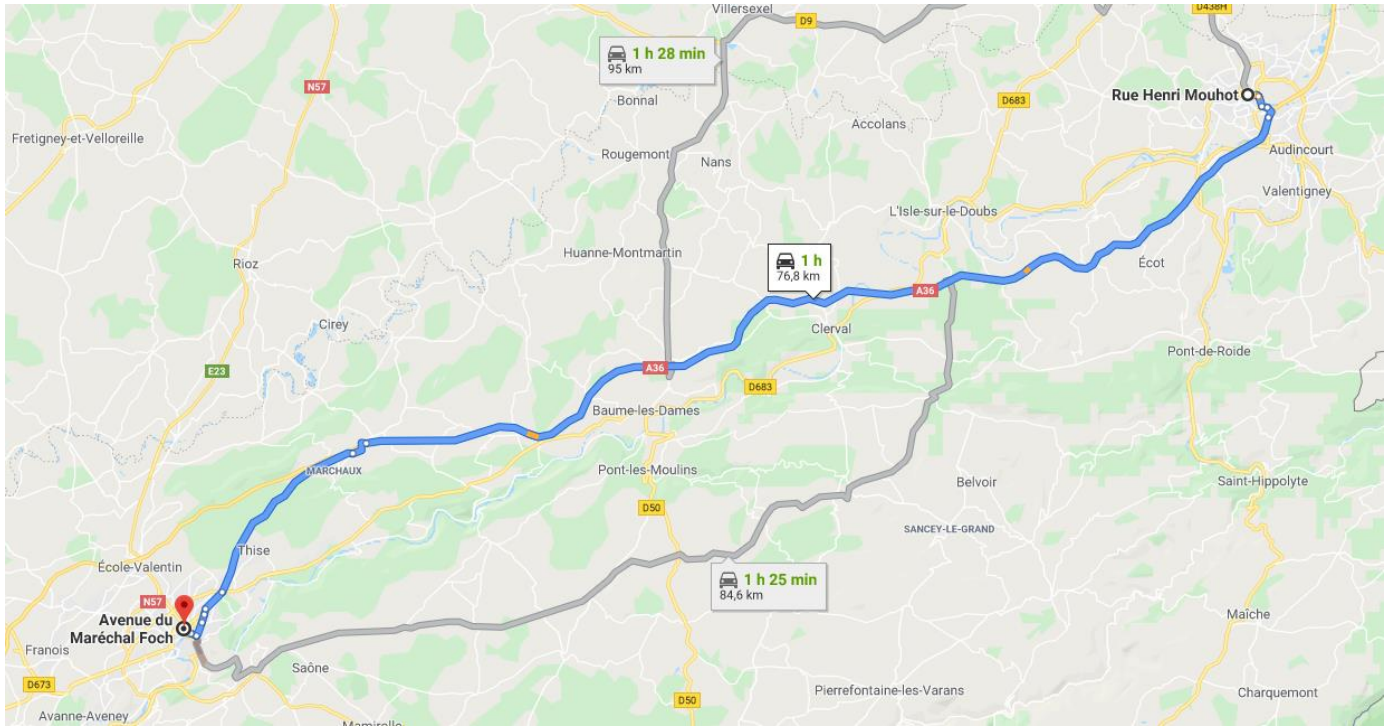 Villersexel
D9
D438H
1 h 28 min
95 km
N57
Bonnal
Rue Henri Mouhot
D683
Accolans
Fretigney-et-Velloreille
Rougemont
Nans
Audincourt
Valentigney
L'Isle-sur-le-Doubs
Huanne-Montmartin
Rioz
1 h
76,8 km
Écot
A36
Cirey
Clerval
Pont-de-Roide
E23
A36
D683
Baume-les-Dames
MARCHAUX
Pont-les-Moulins
Belvoir
Saint-Hippolyte
D50
SANCEY-LE-GRAND
Thise
École-Valentin
1 h 25 min
84,6 km
N57
Avenue du
Maréchal Foch
Maîche
Franois
Saône
D673
Pierrefontaine-les-Varans
Charquemont
D50
Avanne-Aveney
Mamirolle